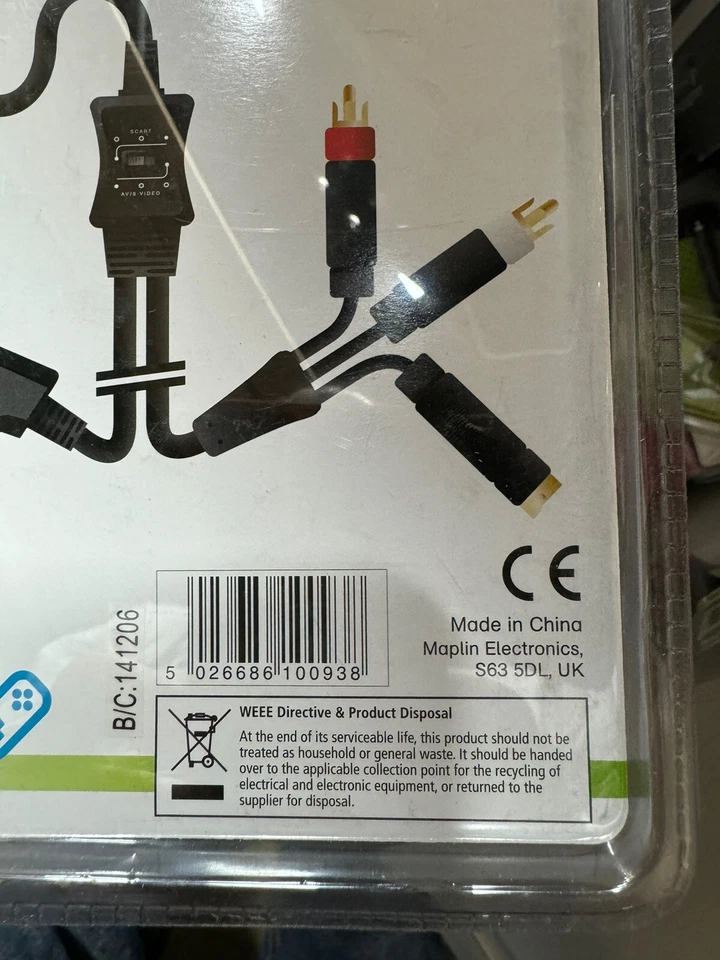 SCART
AV/S-VIDEO
CE
Made in China
Maplin Electronics,
S63 5DL, UK
B/C:141206
5 026686 100938
WEEE Directive & Product Disposal
At the end of its serviceable life, this product should not be
treated as household or general waste. It should be handed
over to the applicable collection point for the recycling of
electrical and electronic equipment, or returned to the
supplier for disposal.